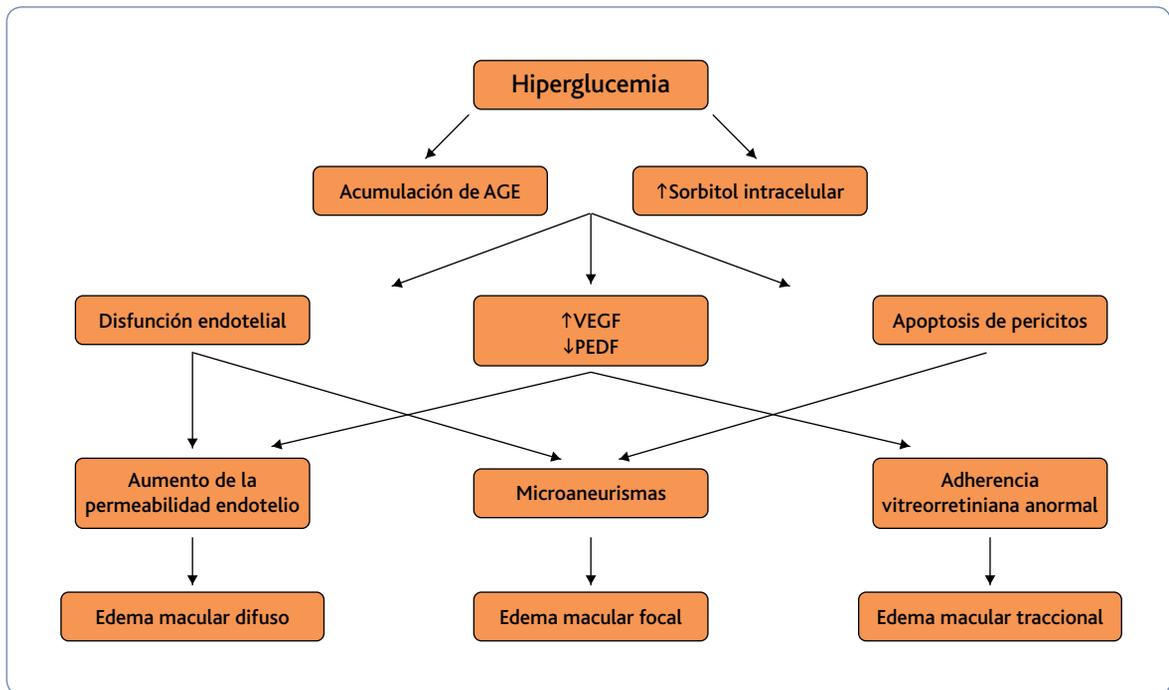 Hiperglucemia
Acumulación de AGE
↑Sorbitol intracelular
Disfunción endotelial
↑VEGF
↓PEDF
Apoptosis de pericitos
Aumento de la
permeabilidad endotelio
Microaneurismas
Adherencia
vitreorretiniana anormal
Edema macular difuso
Edema macular focal
Edema macular traccional